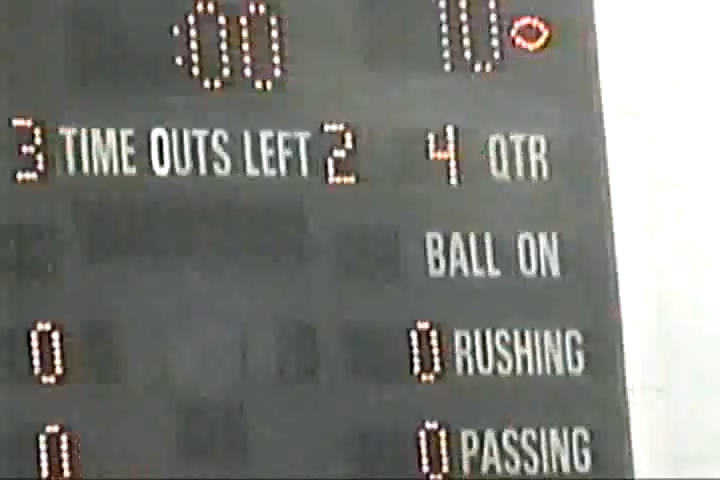 :00 10
3 TIME OUTS LEFT 2 4 QTR
BALL ON
0 0 RUSHING
0 0 PASSING